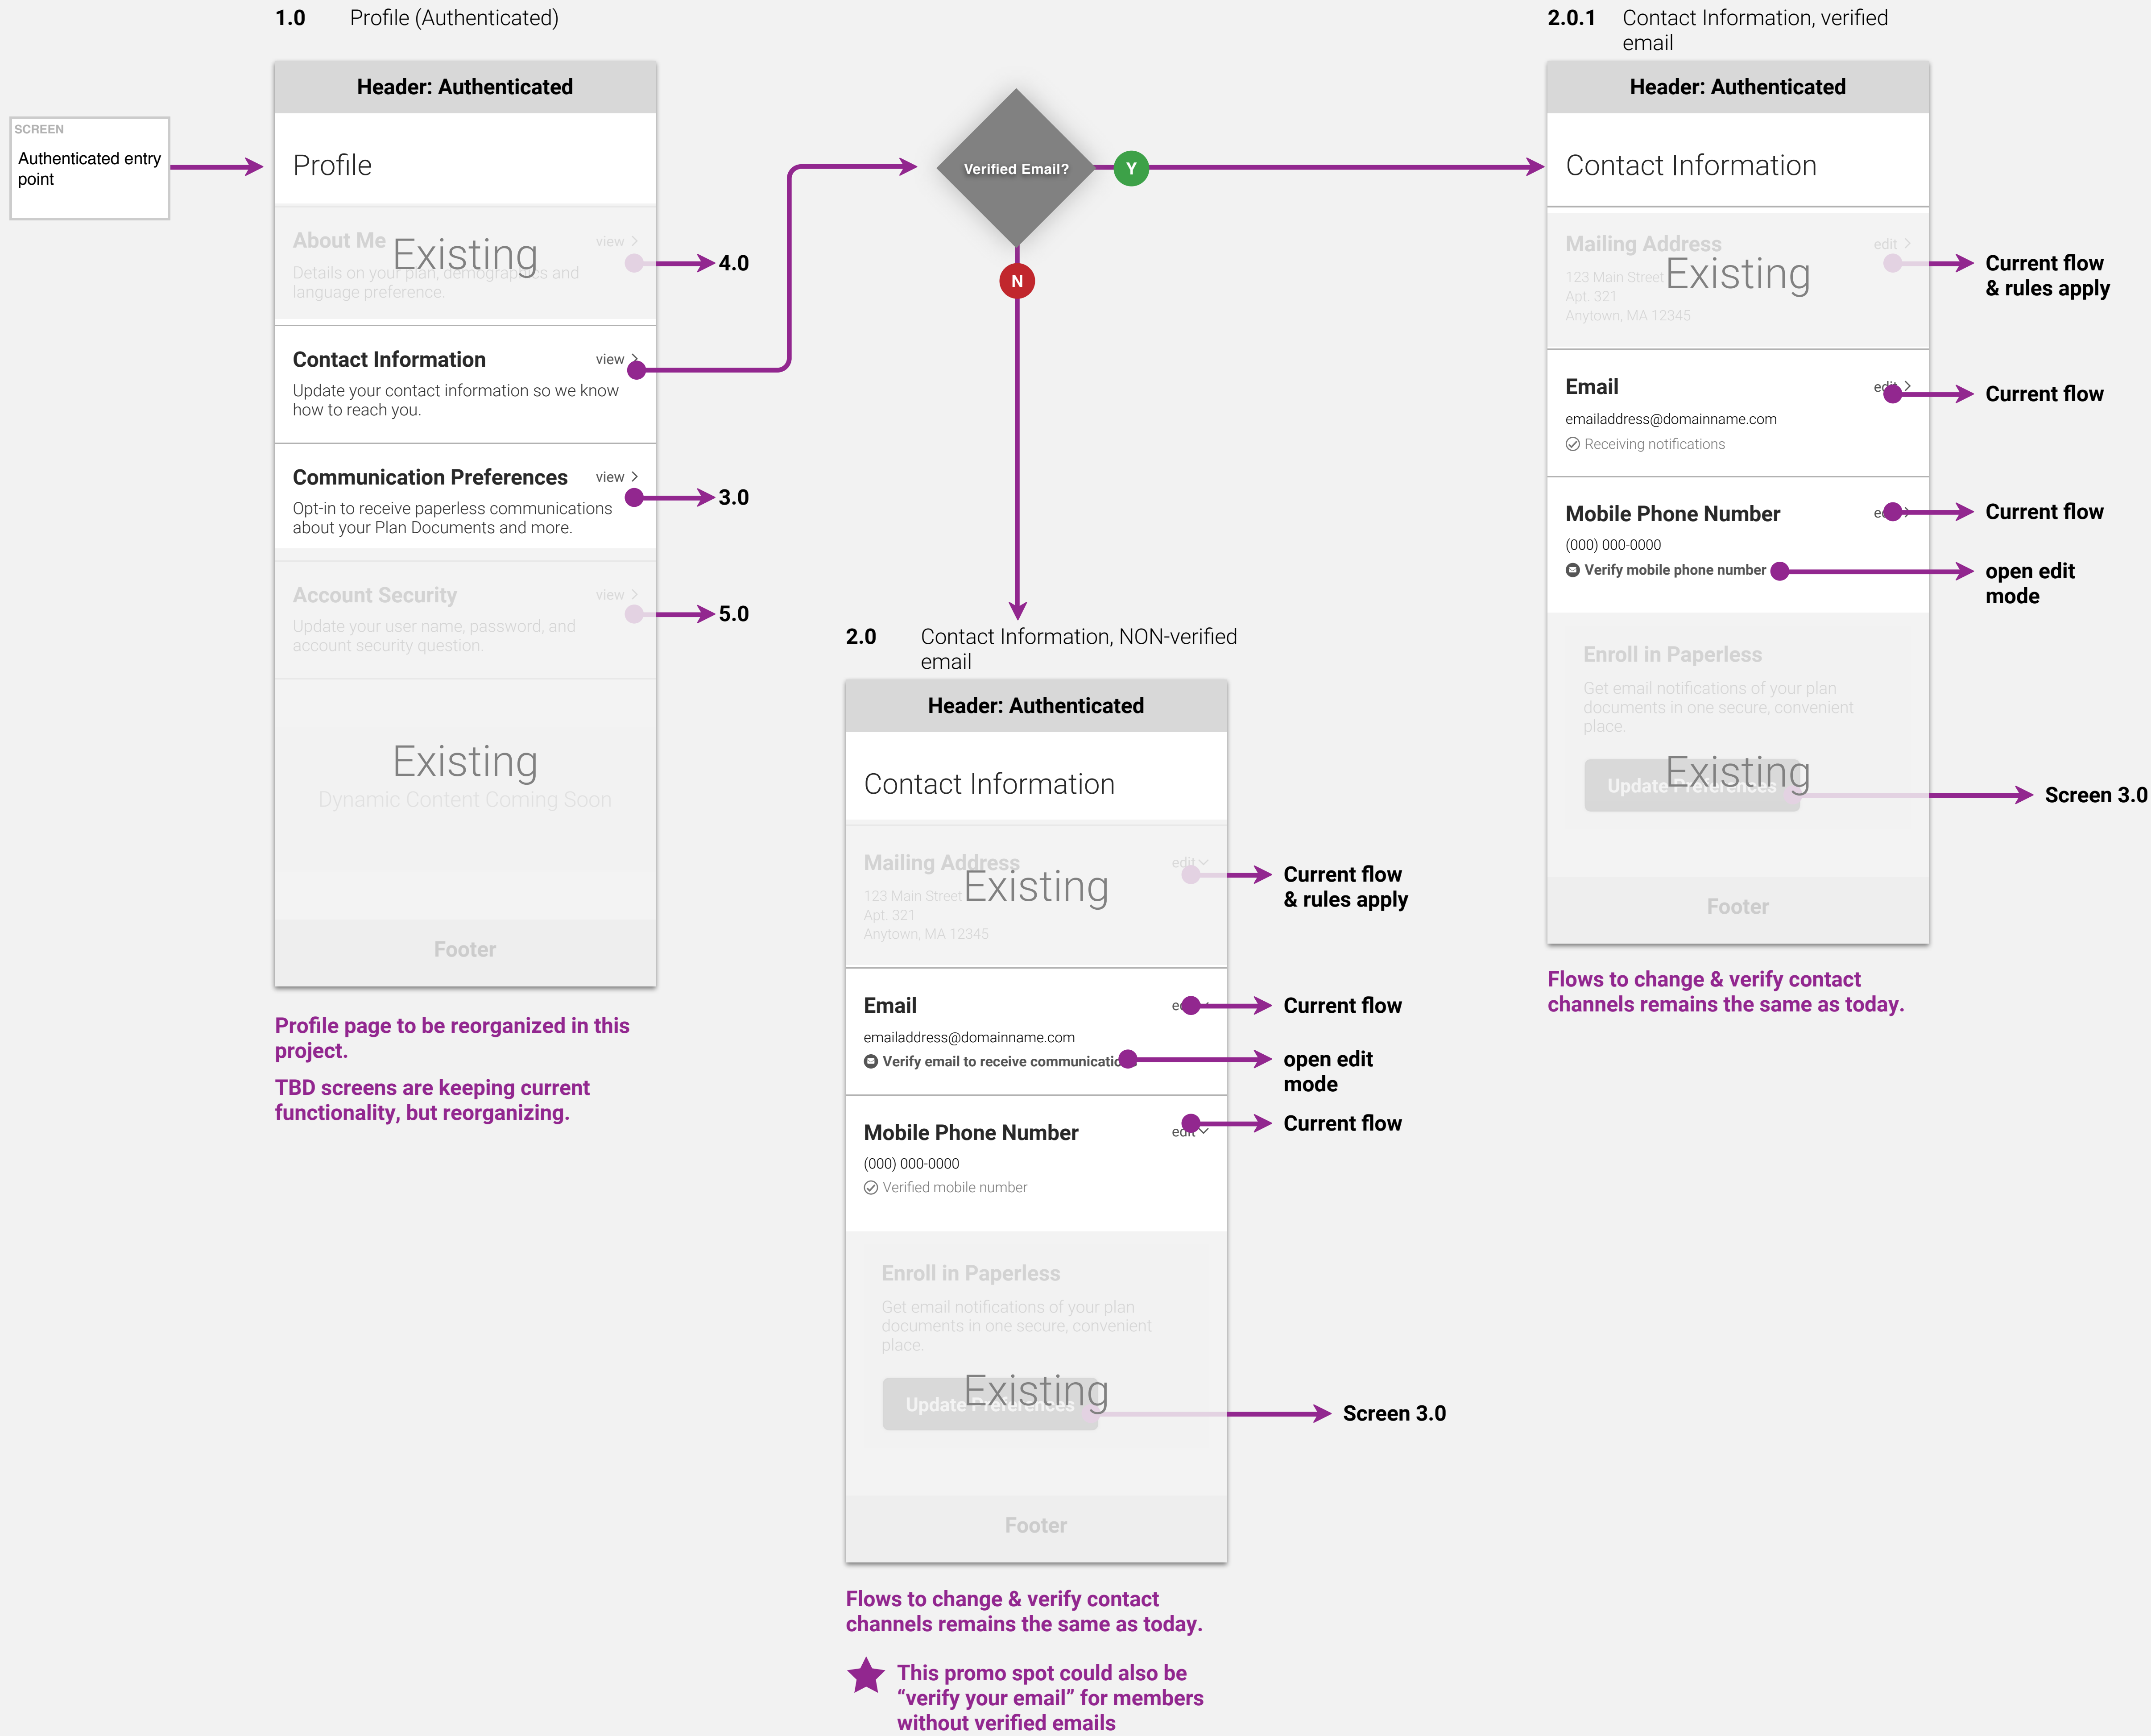 1.0 Profile (Authenticated)
SCREEN
Authenticated entry
point
Header: Authenticated
Profile
About Me
view
Existing
Details on your plan, demographics and
language preference.
4.0
Contact Information
view
Update your contact information so we know
how to reach you.
Communication Preferences
view
Opt-in to receive paperless communications
about your Plan Documents and more.
3.0
Account Security
view
Update your user name, password, and
account security question.
5.0
Existing
Dynamic Content Coming Soon
Footer
Profile page to be reorganized in this
project.
TBD screens are keeping current
functionality, but reorganizing.
Verified Email?
Y
N
2.0 Contact Information, NON-verified
email
Header: Authenticated
Contact Information
Mailing Address
edit
Existing
123 Main Street
Apt. 321
Anytown, MA 12345
Current flow
& rules apply
Email
emailaddress@domainname.com
Verify email to receive
Current flow
open edit
mode
Mobile Phone Number
edit
(000) 000-0000
Verified mobile number
Current flow
Enroll in Paperless
Get email notifications of your plan
documents in one secure, convenient
place.
Existing
Update Preferences
Screen 3.0
Footer
Flows to change & verify contact
channels remains the same as today.
This promo spot could also be
“verify your email” for members
without verified emails
2.0.1 Contact Information, verified
email
Header: Authenticated
Contact Information
Mailing Address
edit
Existing
123 Main Street
Apt. 321
Anytown, MA 12345
Current flow
& rules apply
Email
edit
emailaddress@domainname.com
Receiving notifications
Current flow
Mobile Phone Number
(000) 000-0000
Verify mobile phone number
Current flow
open edit
mode
Enroll in Paperless
Get email notifications of your plan
documents in one secure, convenient
place.
Existing
Update Preferences
Screen 3.0
Footer
Flows to change & verify contact
channels remains the same as today.